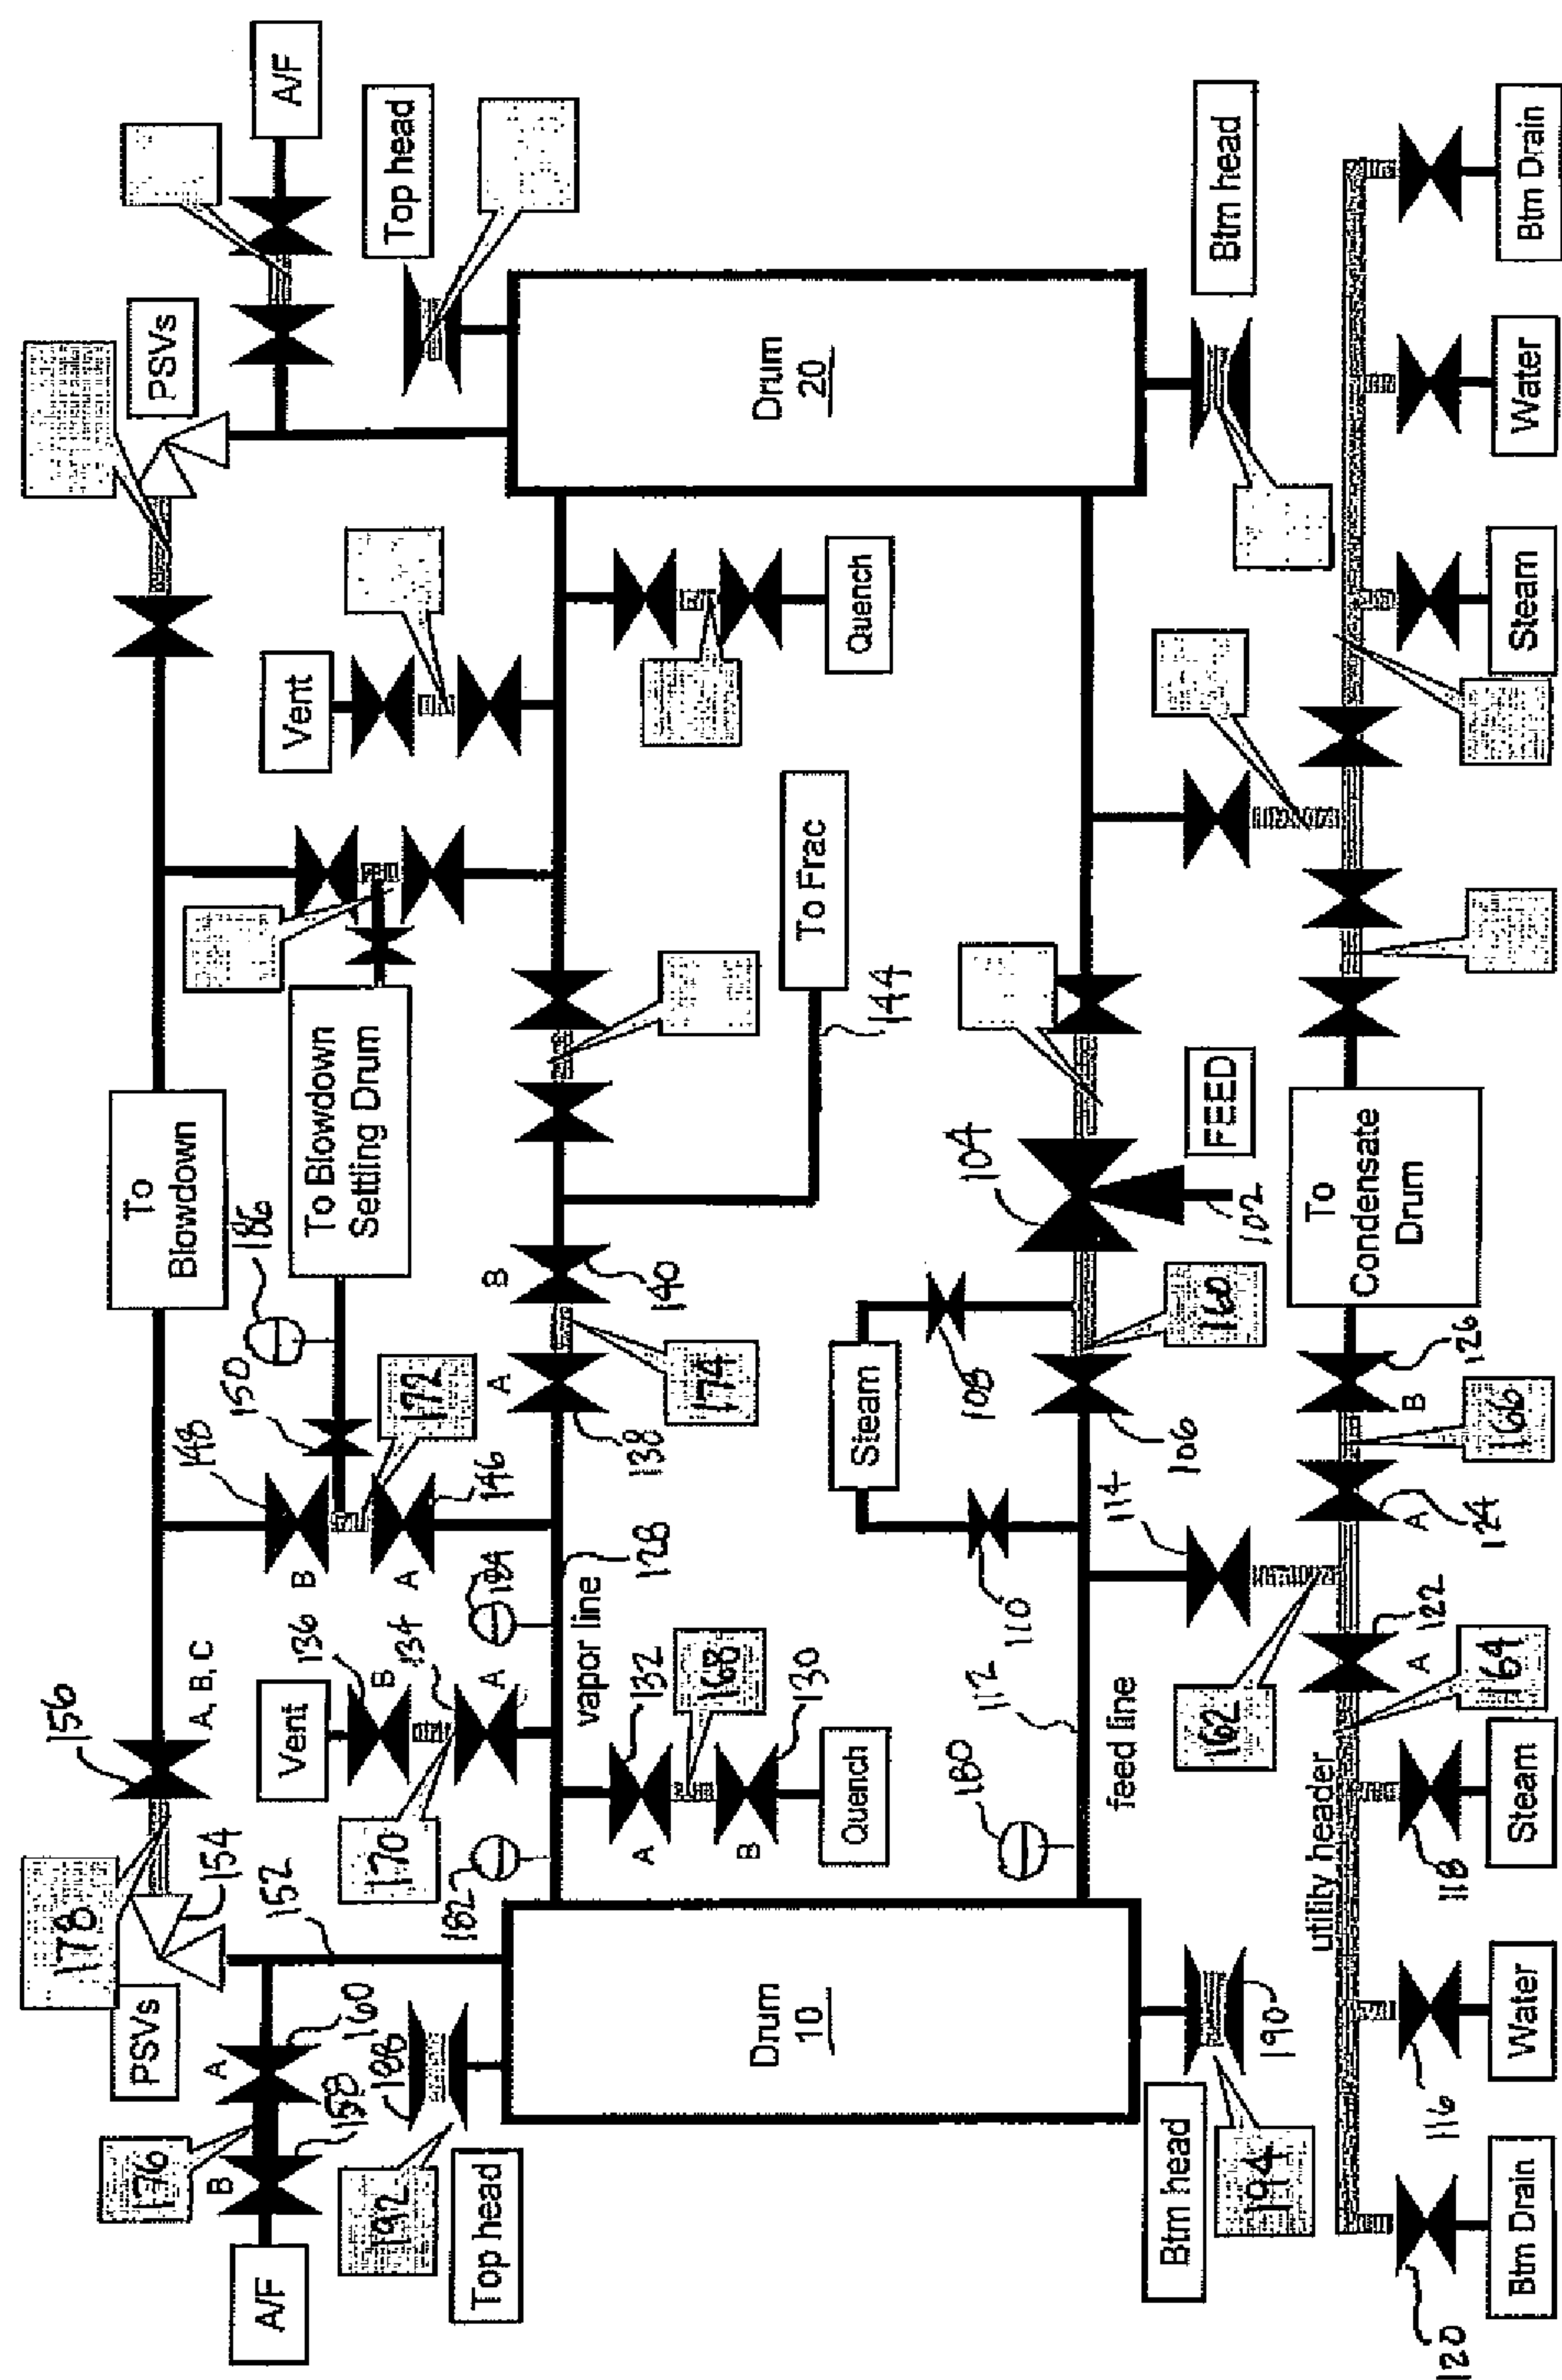 A/F
B
A
176
158
160
PSVs
178
154
152
156
A, B, C
To
Blowdown
PSVs
A/F
Top head
192
188
Vent
136
B
134
A
170
182
184
148
B
A
146
150
186
172
To Blowdown
Settling Drum
Vent
Top head
vapor line
128
132
A
168
B
130
Quench
A
138
174
B
140
144
To Frac
Quench
Drum
10
Drum
20
180
112
feed line
110
Steam
108
106
160
104
102
FEED
114
162
Btm head
194
190
Btm head
utility header
164
122
A
A
124
166
B
126
To
Condensate
Drum
120
Btm Drain
116
Water
118
Steam
Steam
Water
Btm Drain